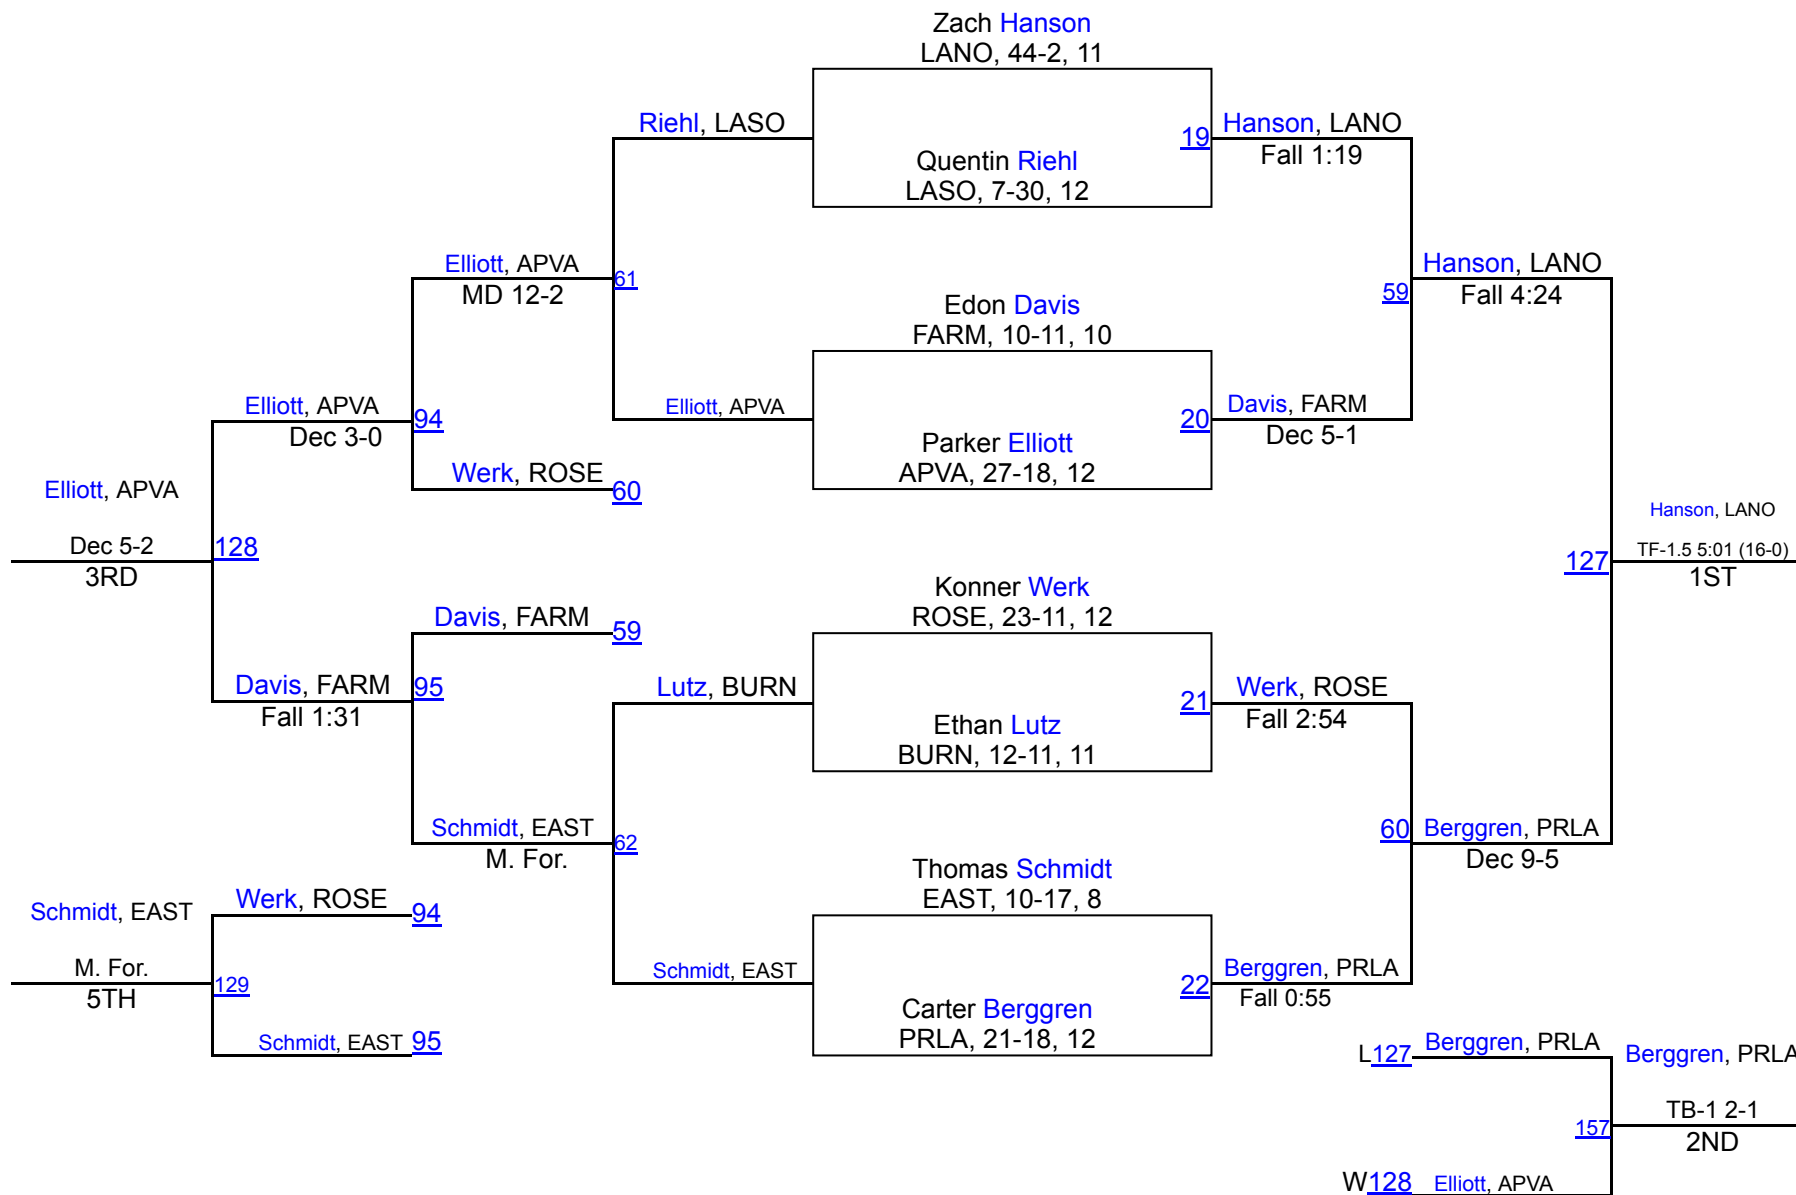 Zach Hanson
LANO, 44-2, 11
Riehl, LASO
19
Hanson, LANO
Fall 1:19
Quentin Riehl
LASO, 7-30, 12
Elliott, APVA
MD 12-2
61
Hanson, LANO
Fall 4:24
59
Edon Davis
FARM, 10-11, 10
Elliott, APVA
Dec 3-0
94
Elliott, APVA
20
Davis, FARM
Dec 5-1
Parker Elliott
APVA, 27-18, 12
Werk, ROSE
60
Elliott, APVA
Dec 5-2
3RD
128
Hanson, LANO
TF-1.5 5:01 (16-0)
1ST
127
Konner Werk
ROSE, 23-11, 12
Davis, FARM
59
Davis, FARM
Fall 1:31
95
Lutz, BURN
21
Werk, ROSE
Fall 2:54
Ethan Lutz
BURN, 12-11, 11
Schmidt, EAST
M. For.
62
60
Berggren, PRLA
Dec 9-5
Thomas Schmidt
EAST, 10-17, 8
Schmidt, EAST
M. For.
5TH
Werk, ROSE
94
129
Schmidt, EAST
95
Schmidt, EAST
22
Berggren, PRLA
Fall 0:55
Carter Berggren
PRLA, 21-18, 12
L127
Berggren, PRLA
Berggren, PRLA
TB-1 2-1
2ND
157
W128
Elliott, APVA